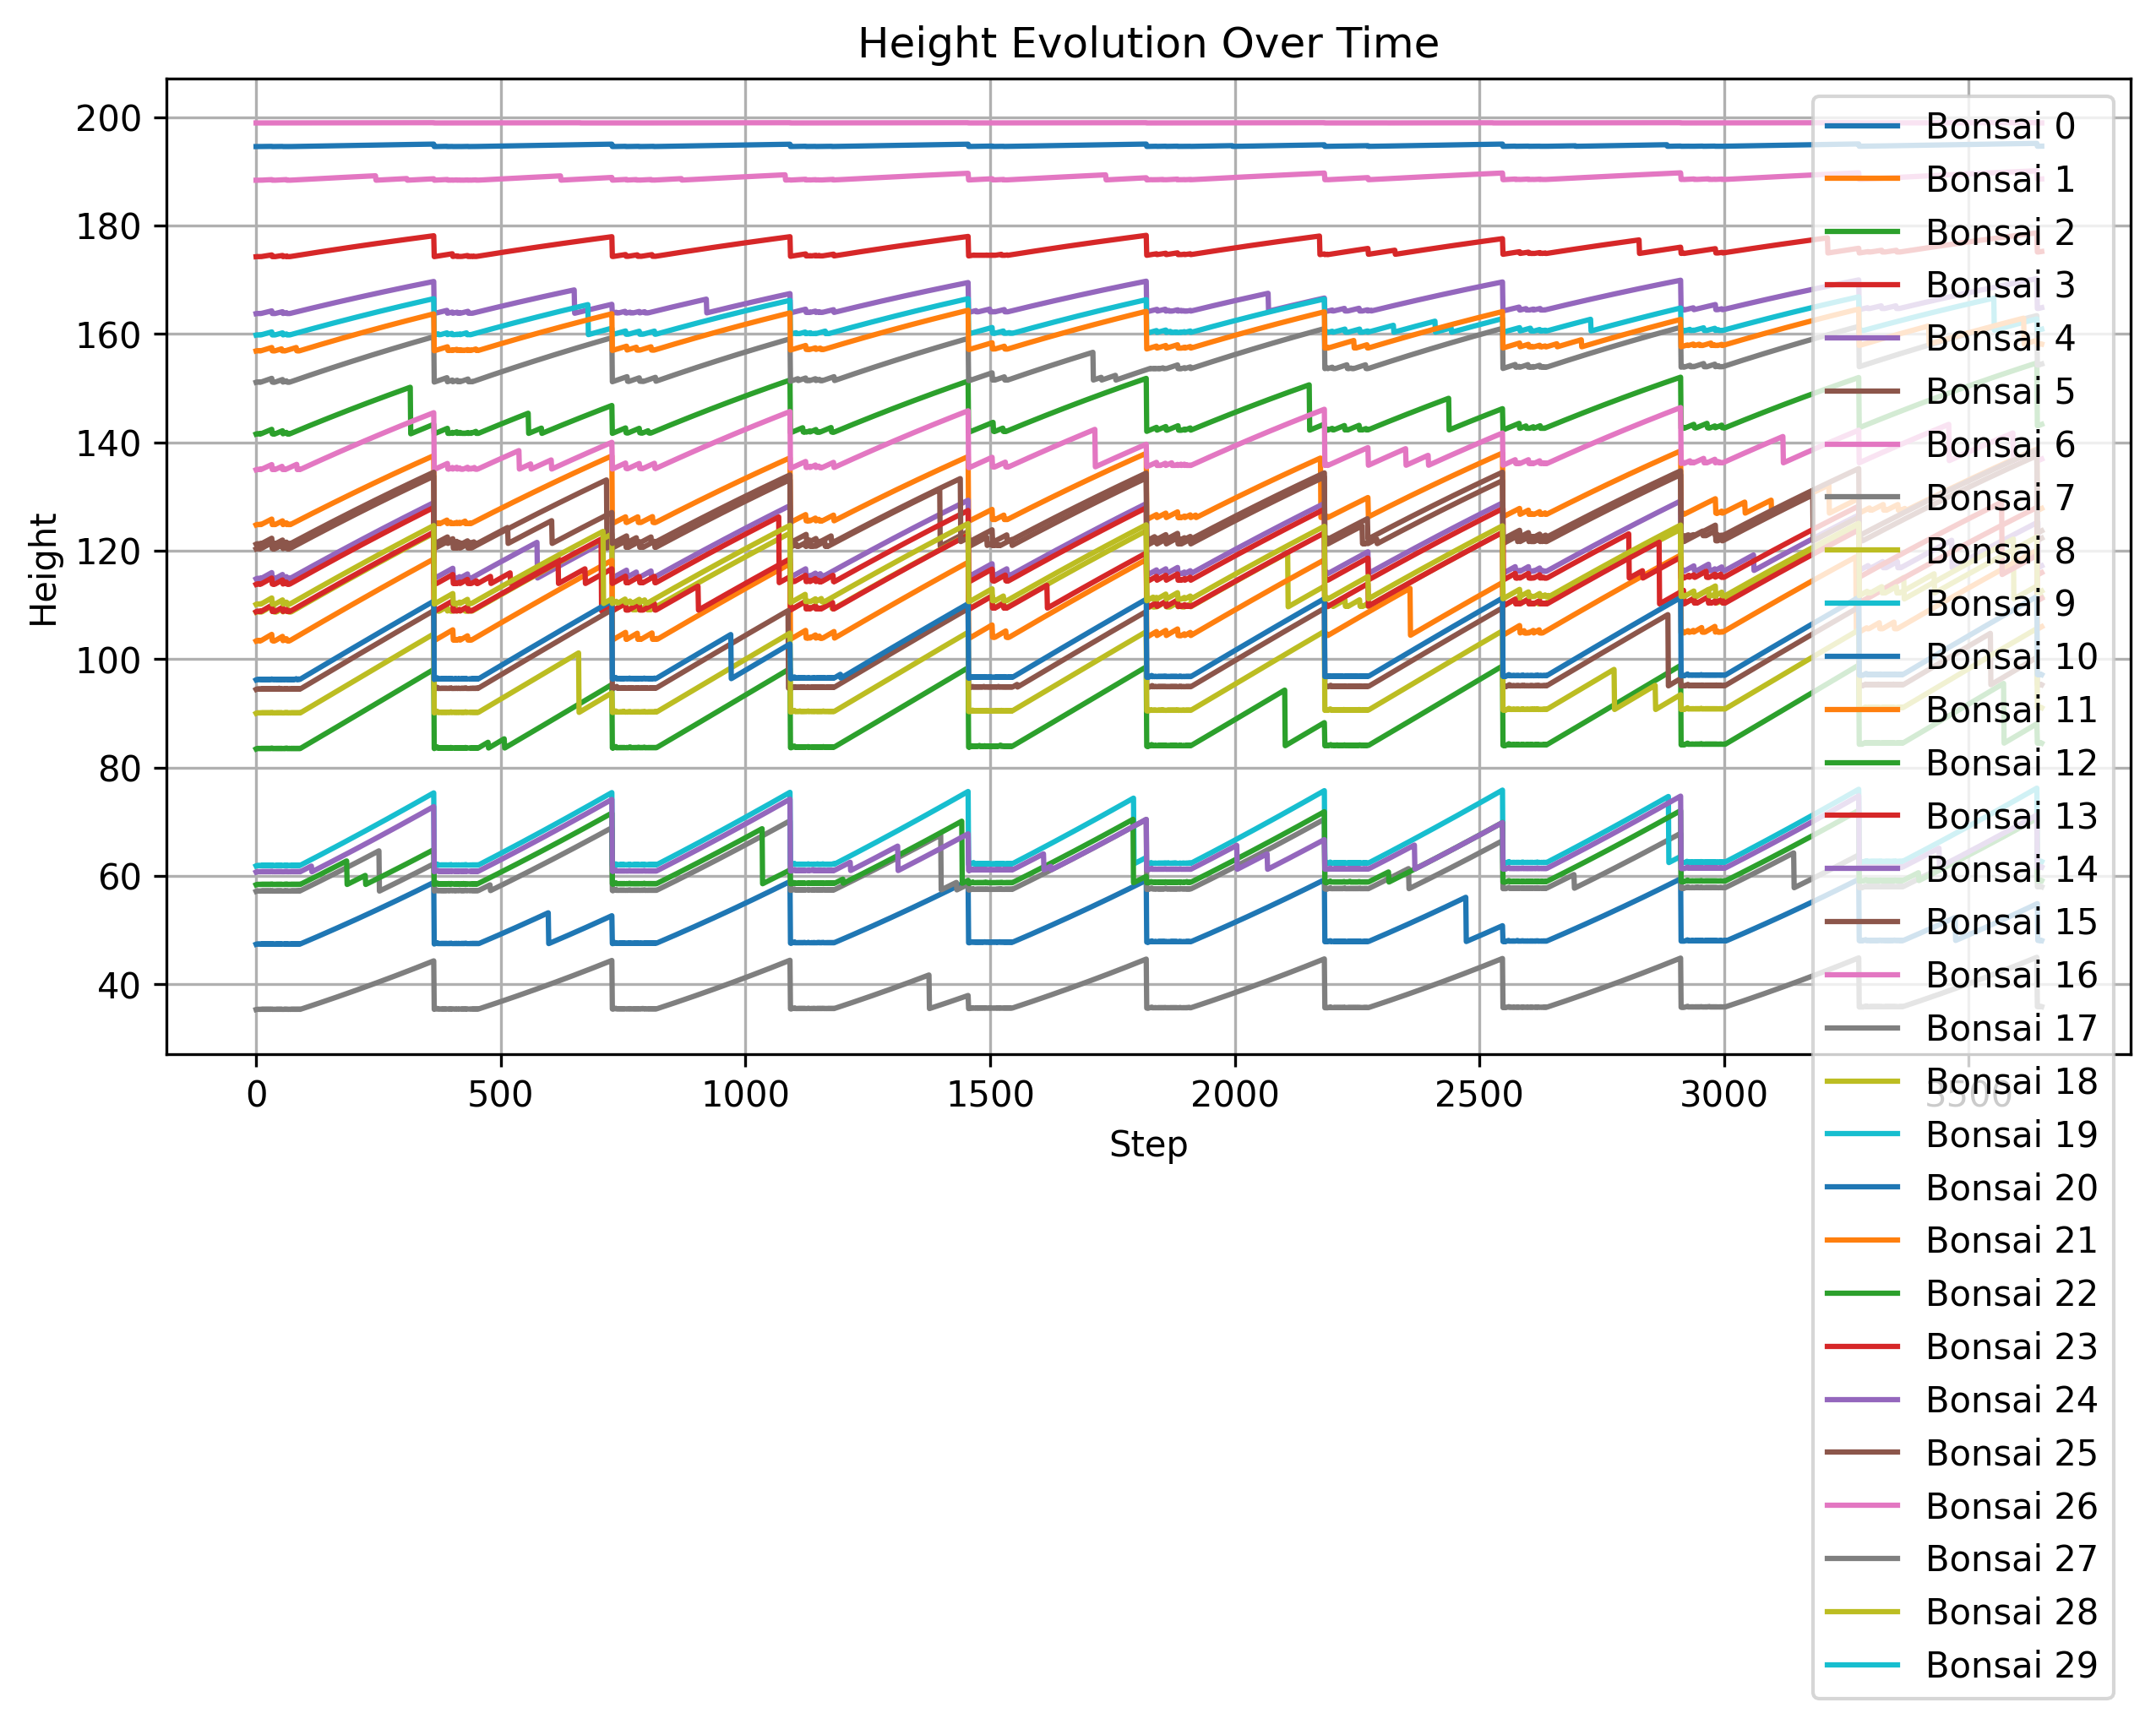 Height Evolution Over Time
Height
200
180
160
140
120
100
80
60
40
0
500
1000
1500
2000
2500
3000
3500
Step
Bonsai 0
Bonsai 1
Bonsai 2
Bonsai 3
Bonsai 4
Bonsai 5
Bonsai 6
Bonsai 7
Bonsai 8
Bonsai 9
Bonsai 10
Bonsai 11
Bonsai 12
Bonsai 13
Bonsai 14
Bonsai 15
Bonsai 16
Bonsai 17
Bonsai 18
Bonsai 19
Bonsai 20
Bonsai 21
Bonsai 22
Bonsai 23
Bonsai 24
Bonsai 25
Bonsai 26
Bonsai 27
Bonsai 28
Bonsai 29